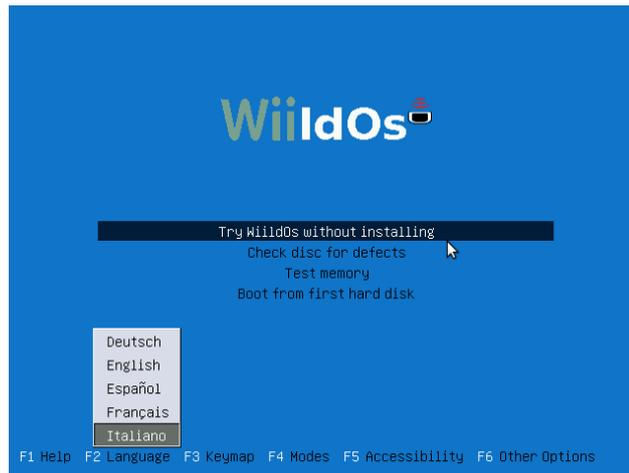 WiildOs
Try WiildOs without installing
Check disc for defects
Test memory
Boot from first hard disk
Deutsch
English
Español
Français
Italiano
F1 Help F2 Language F3 Keymap F4 Modes F5 Accessibility F6 Other Options